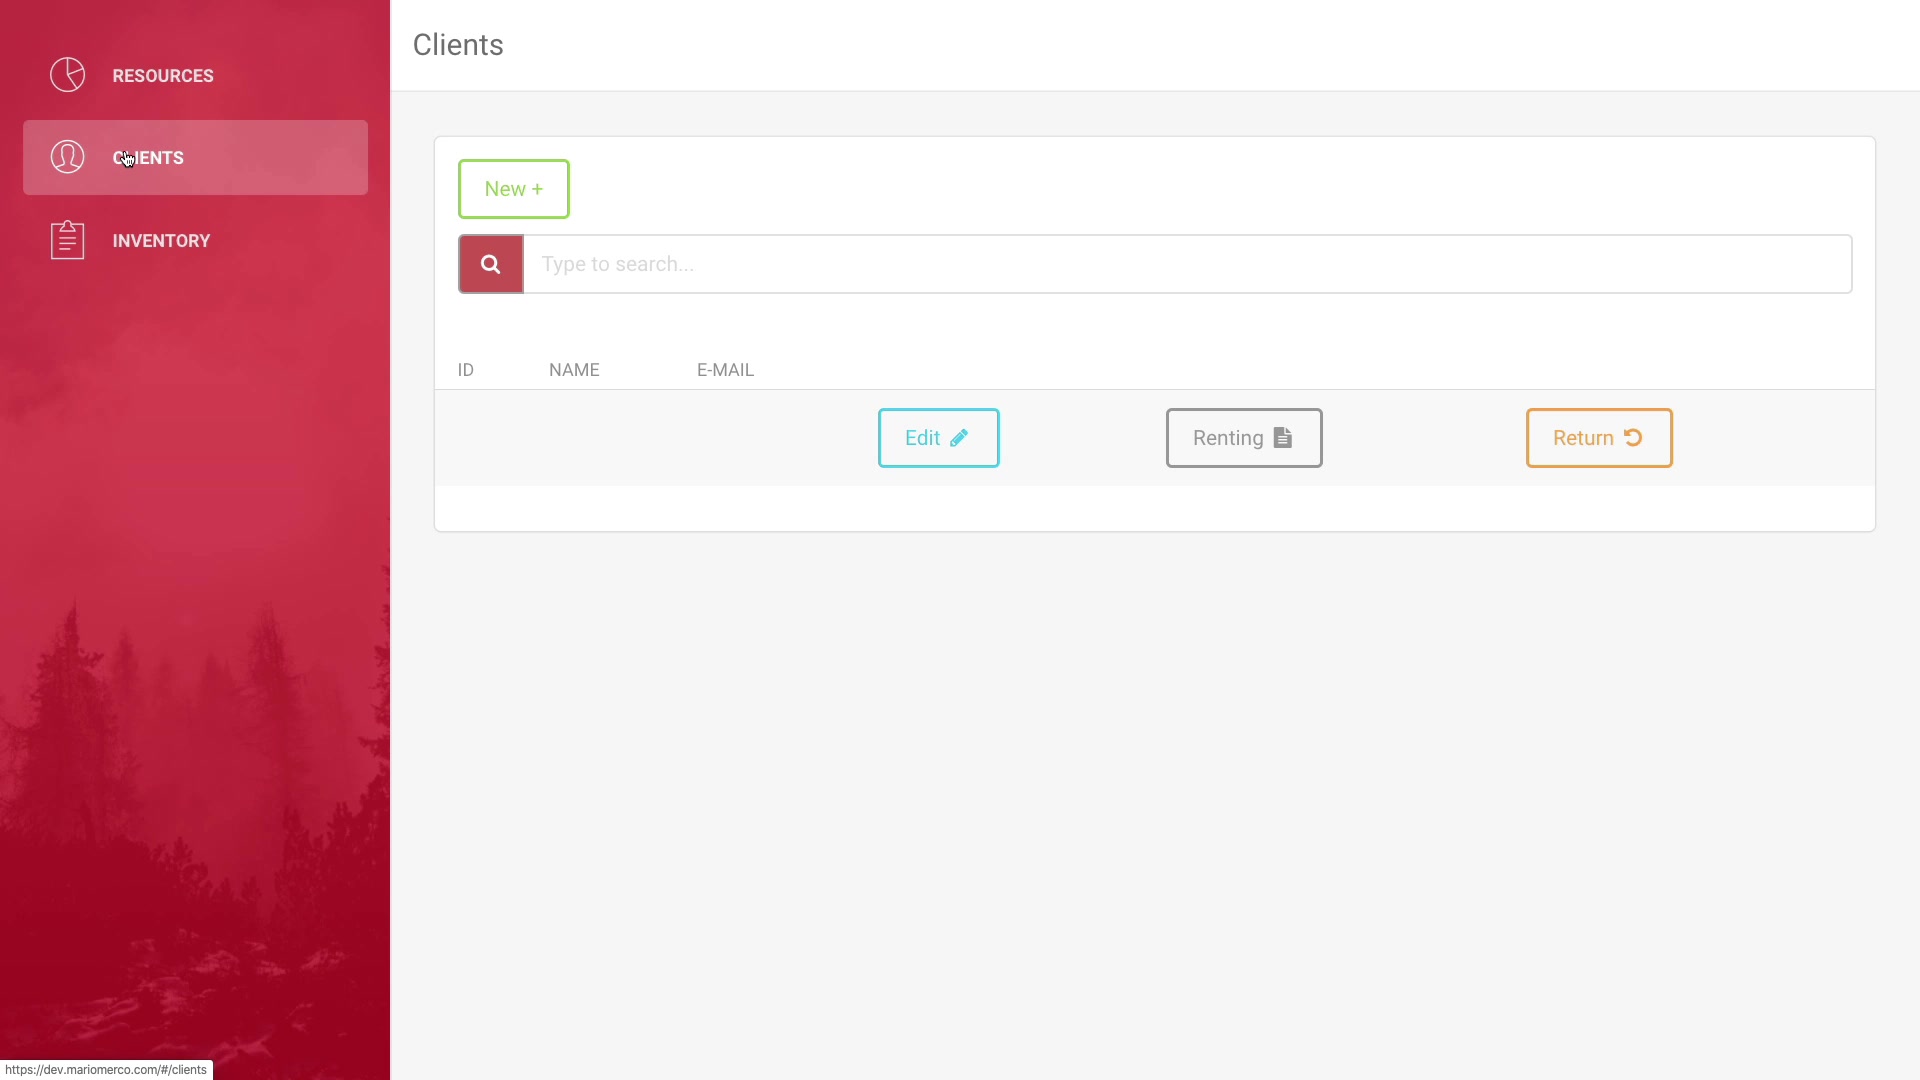 RESOURCES
CLIENTS
INVENTORY
Clients
New +
Type to search...
ID NAME E-MAIL
Edit Renting Return
https://dev.mariomerco.com/#/clients